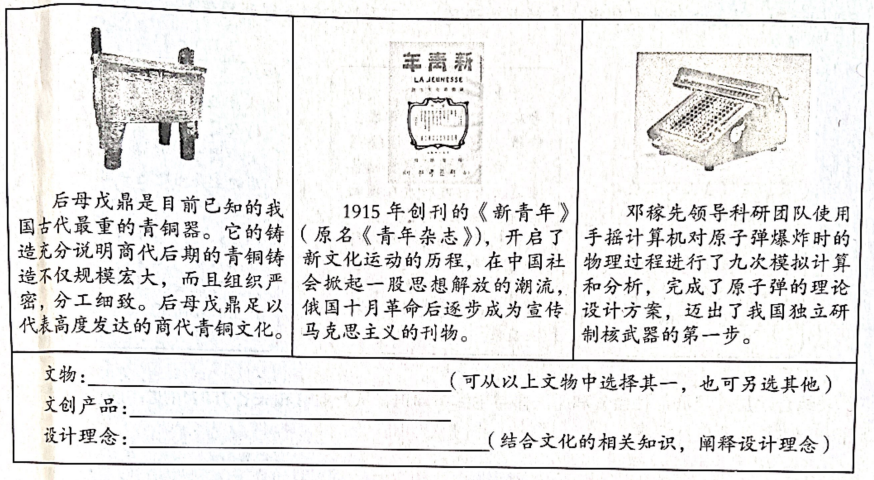 新青年
LA JEUNESSE
后母戊鼎是目前已知的我
国古代最重的青铜器。它的铸
造充分说明商代后期的青铜铸
造不仅规模宏大，而且组织严
密，分工细致。后母戊鼎足以
代表高度发达的商代青铜文化。
1915年创刊的《新青年》
（原名《青年杂志》），开启了
新文化运动的历程，在中国社
会掀起一股思想解放的潮流，
俄国十月革命后逐步成为宣传
马克思主义的刊物。
邓稼先领导科研团队使用
手摇计算机对原子弹爆炸时的
物理过程进行了九次模拟计算
和分析，完成了原子弹的理论
设计方案，迈出了我国独立研
制核武器的第一步。
文物：（可从以上文物中选择其一，也可另选其他）
文创产品：
设计理念：（结合文化的相关知识，阐释设计理念）